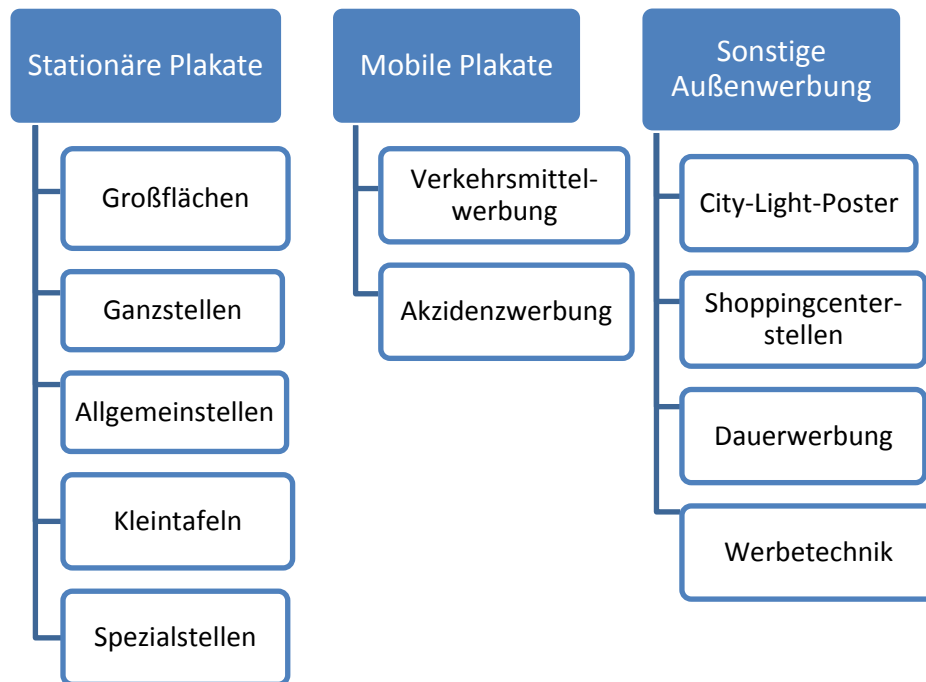 Stationäre Plakate
Großflächen
Ganzstellen
Allgemeinstellen
Kleintafeln
Spezialstellen
Mobile Plakate
Verkehrsmittel-
werbung
Akzidenzwerbung
Sonstige
Außenwerbung
City-Light-Poster
Shoppingcenter-
stellen
Dauerwerbung
Werbetechnik